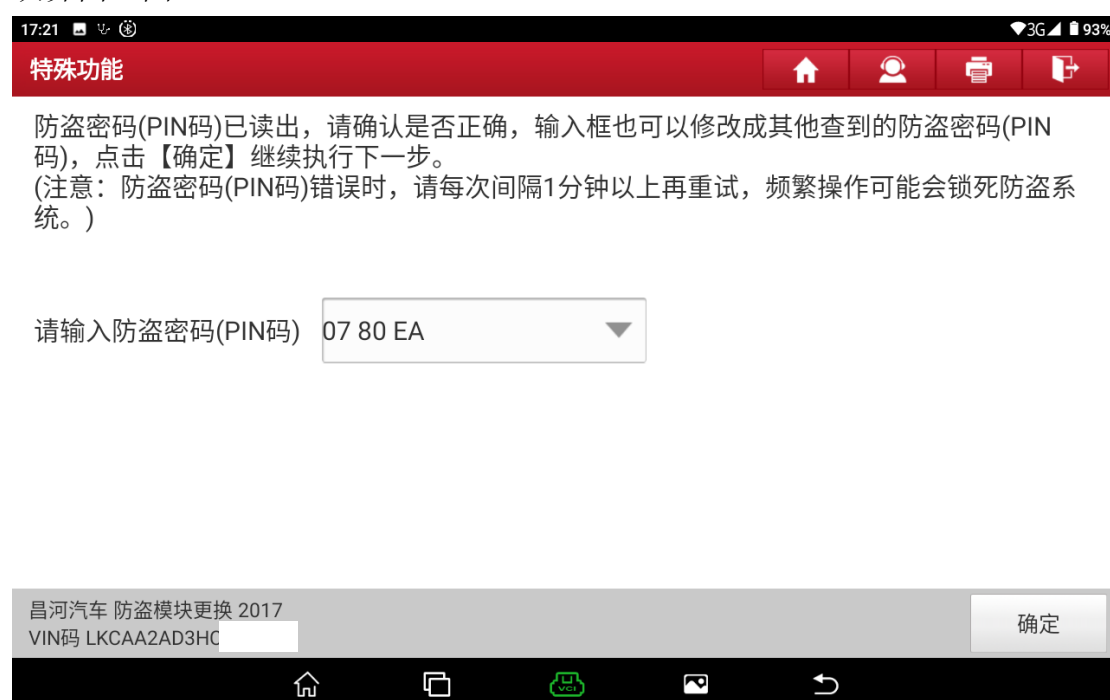 17:21
3G 93%
特殊功能
防盗密码(PIN码)已读出，请确认是否正确，输入框也可以修改成其他查到的防盗密码(PIN
码)，点击【确定】继续执行下一步。
(注意：防盗密码(PIN码)错误时，请每次间隔1分钟以上再重试，频繁操作可能会锁死防盗系
统。)
请输入防盗密码(PIN码)
07 80 EA
昌河汽车 防盗模块更换 2017
VIN码 LKCAA2AD3HC
确定
VCI